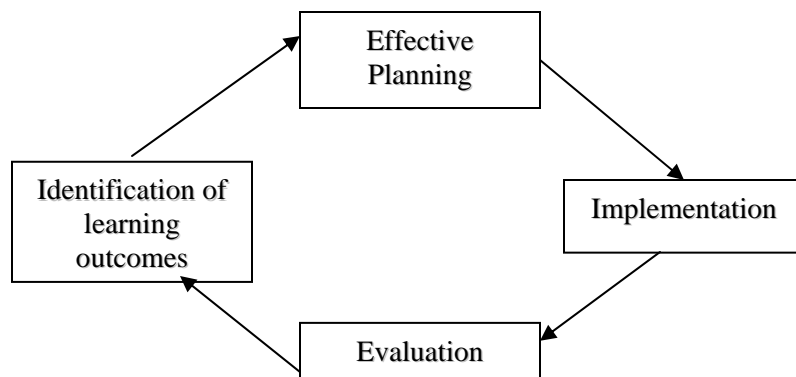 Effective
Planning
Identification of
learning
outcomes
Implementation
Evaluation